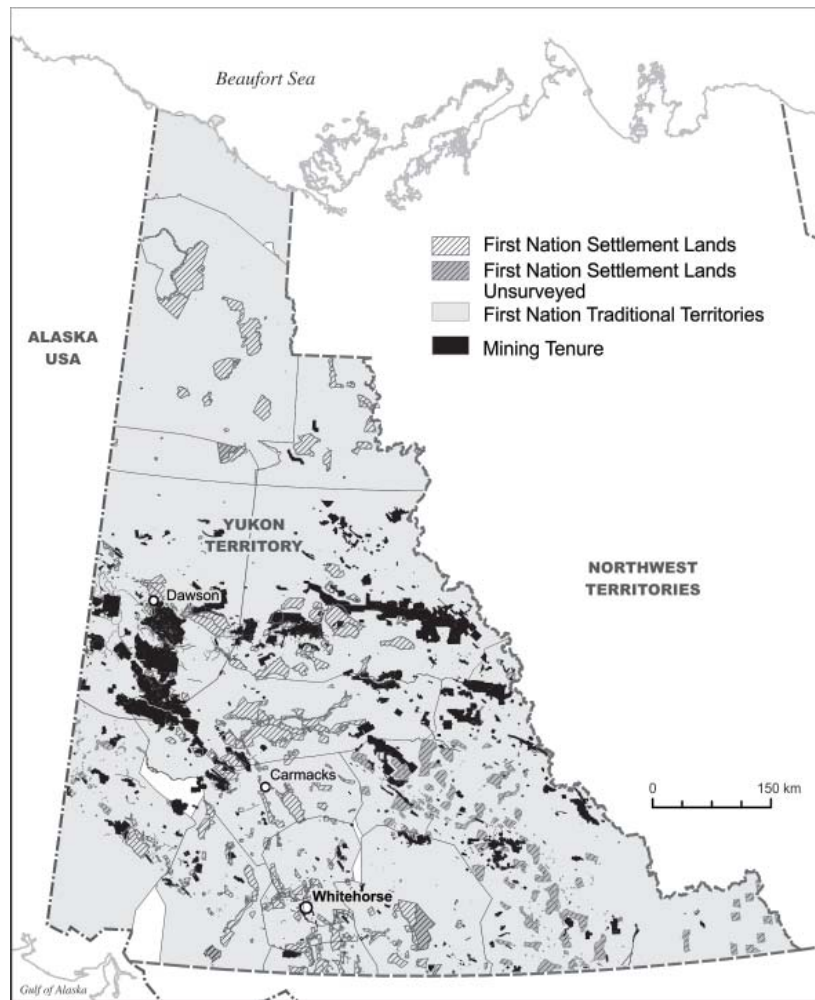 Beaufort Sea
First Nation Settlement Lands
First Nation Settlement Lands
Unsurveyed
First Nation Traditional Territories
Mining Tenure
ALASKA
USA
YUKON
TERRITORY
NORTHWEST
TERRITORIES
Dawson
Carmacks
0 150 km
Whitehorse
Gulf of Alaska